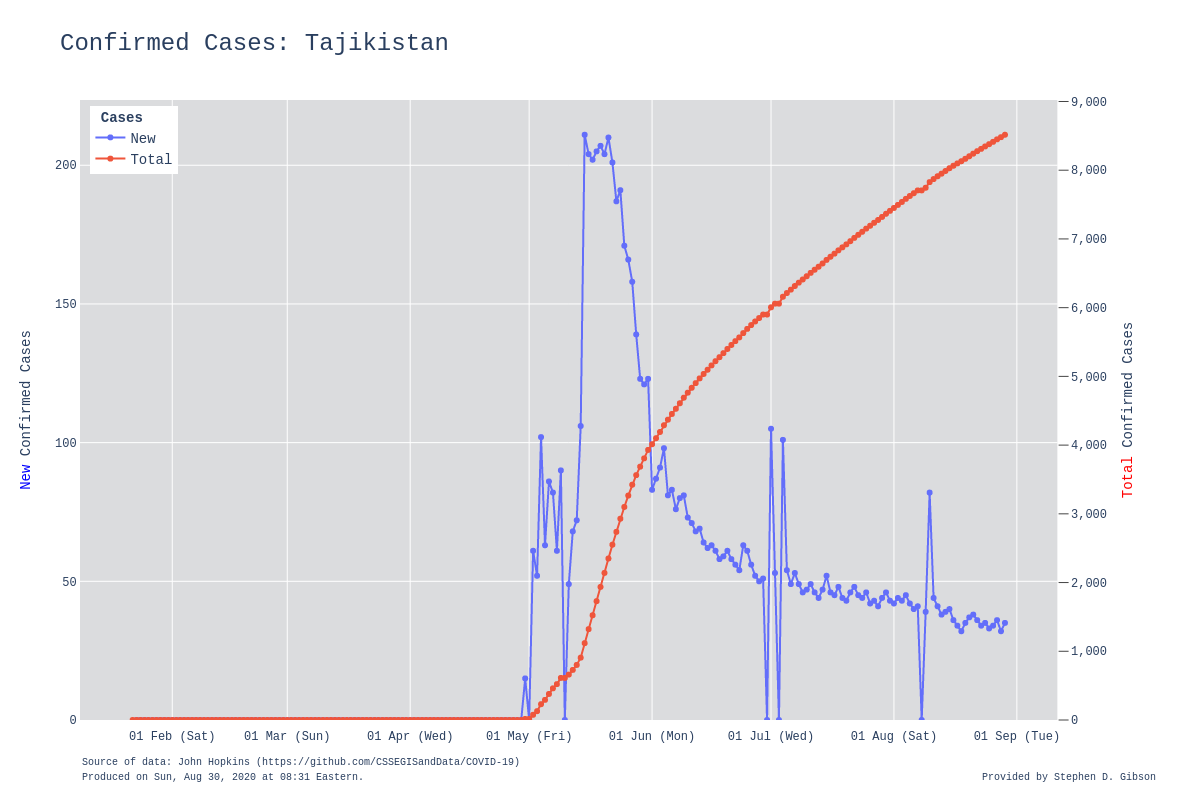 Confirmed Cases: Tajikistan
Cases
New
Total
200
150
100
50
0
9,000
8,000
7,000
6,000
5,000
4,000
3,000
2,000
1,000
0
New Confirmed Cases
Total Confirmed Cases
01 Feb (Sat)
01 Mar (Sun)
01 Apr (Wed)
01 May (Fri)
01 Jun (Mon)
01 Jul (Wed)
01 Aug (Sat)
01 Sep (Tue)
Source of data: John Hopkins (https://github.com/CSSEGISandData/COVID-19)
Produced on Sun, Aug 30, 2020 at 08:31 Eastern.
Provided by Stephen D. Gibson